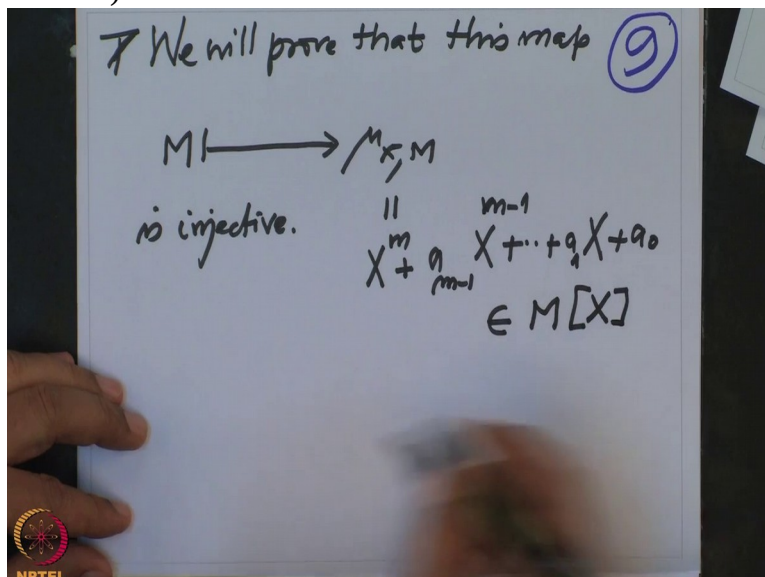 7 We will prove that this map 9
M ↦ μ_{x,M}
||
is injective.
X^m + a_{m-1} X^{m-1} + ·· + a_1 X + a_0
∈ M[X]
NPTEL